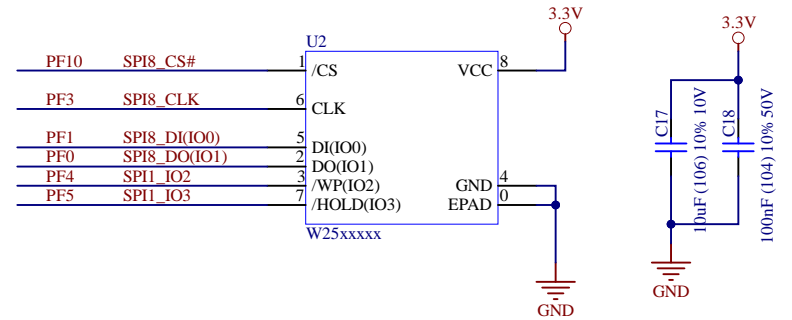 3.3V
3.3V
U2
PF10 SPI8_CS# 1 /CS VCC 8
PF3 SPI8_CLK 6 CLK
PF1 SPI8_DI(IO0) 5 DI(IO0)
PF0 SPI8_DO(IO1) 2 DO(IO1)
PF4 SPI1_IO2 3 /WP(IO2) GND 4
PF5 SPI1_IO3 7 /HOLD(IO3) EPAD 0
W25xxxxx
GND
C17
10uF (106) 10% 10V
C18
100nF (104) 10% 50V
GND